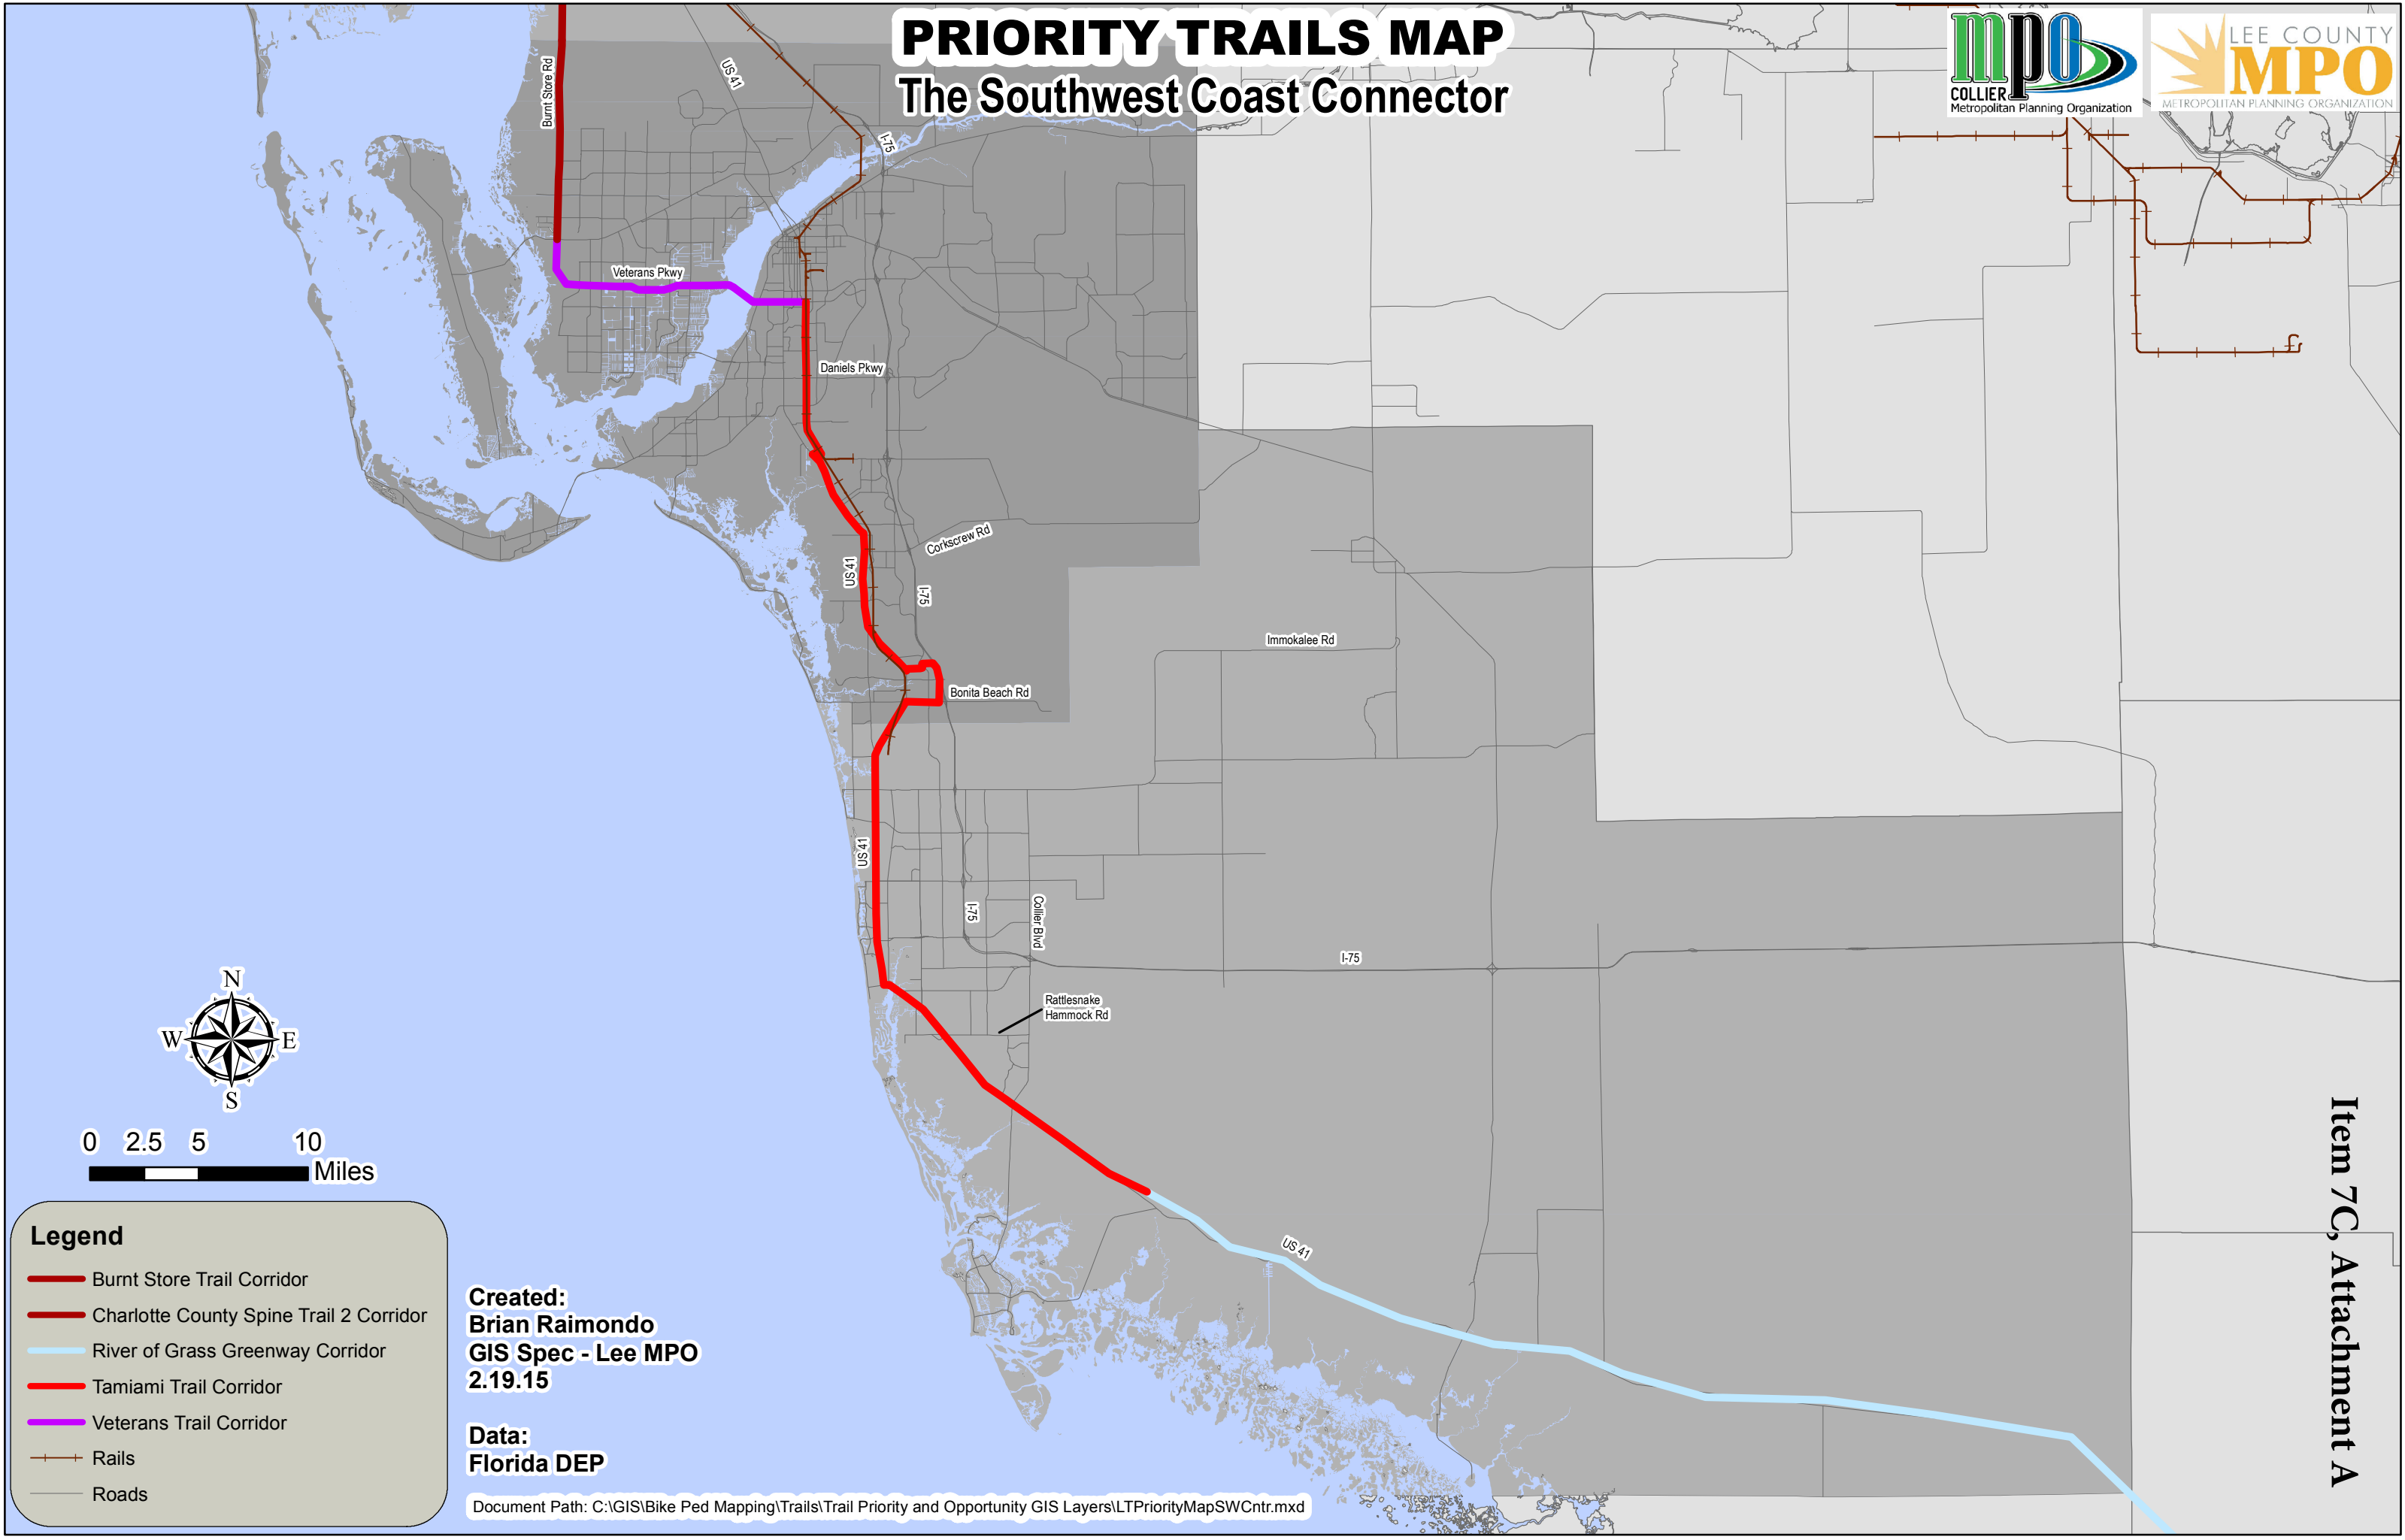 PRIORITY TRAILS MAP
The Southwest Coast Connector
mpo
COLLIER
Metropolitan Planning Organization
LEE COUNTY
MPO
METROPOLITAN PLANNING ORGANIZATION
Burnt Store Rd
US 41
I-75
Veterans Pkwy
Daniels Pkwy
Corkscrew Rd
US 41
I-75
Immokalee Rd
Bonita Beach Rd
US 41
I-75
Collier Blvd
I-75
Rattlesnake
Hammock Rd
US 41
N
W
E
S
0 2.5 5 10
Miles
Legend
Burnt Store Trail Corridor
Charlotte County Spine Trail 2 Corridor
River of Grass Greenway Corridor
Tamiami Trail Corridor
Veterans Trail Corridor
Rails
Roads
Created:
Brian Raimondo
GIS Spec - Lee MPO
2.19.15
Data:
Florida DEP
Document Path: C:\GIS\Bike Ped Mapping\Trails\Trail Priority and Opportunity GIS Layers\LTPriorityMapSWCntr.mxd
Item 7C, Attachment A